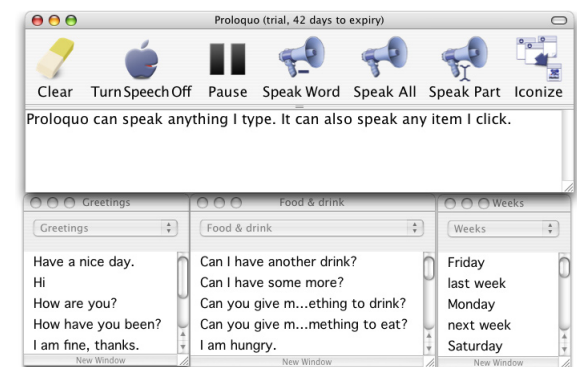 Proloquo (trial, 42 days to expiry)
Clear Turn Speech Off Pause Speak Word Speak All Speak Part Iconize
Proloquo can speak anything I type. It can also speak any item I click.
Greetings
Greetings
Have a nice day.
Hi
How are you?
How have you been?
I am fine, thanks.
New Window
Food & drink
Food & drink
Can I have another drink?
Can I have some more?
Can you give m...ething to drink?
Can you give m...mething to eat?
I am hungry.
New Window
Weeks
Weeks
Friday
last week
Monday
next week
Saturday
New Window